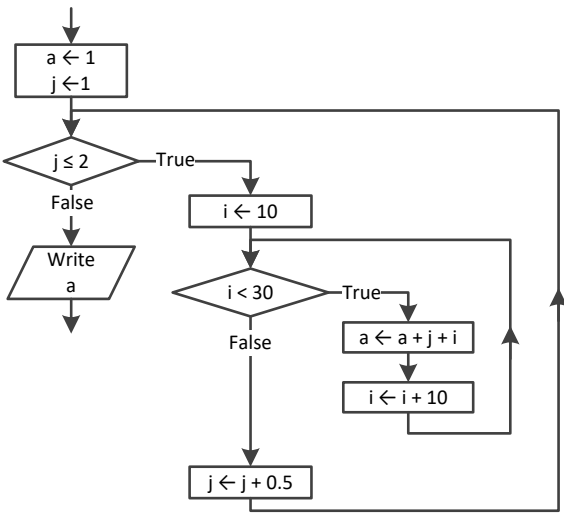 a ← 1
j ←1
j ≤ 2
True
False
i ← 10
Write
a
i < 30
True
a ← a + j + i
False
i ← i + 10
j ← j + 0.5